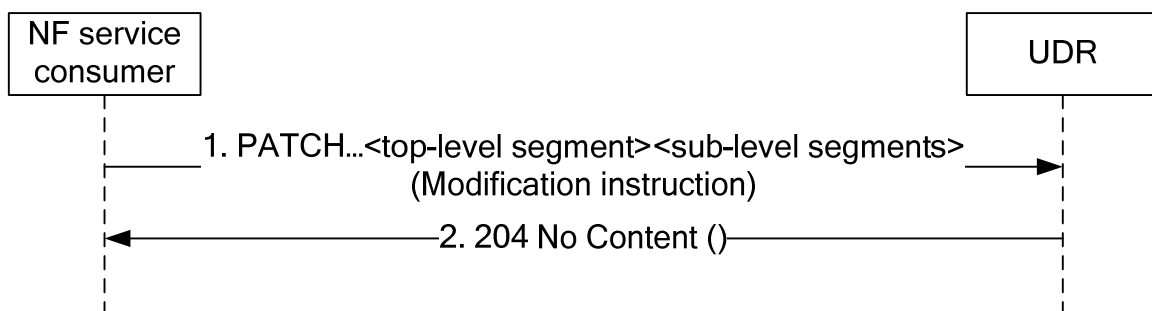 NF service
consumer
UDR
1. PATCH...<top-level segment><sub-level segments>
(Modification instruction)
2. 204 No Content ()